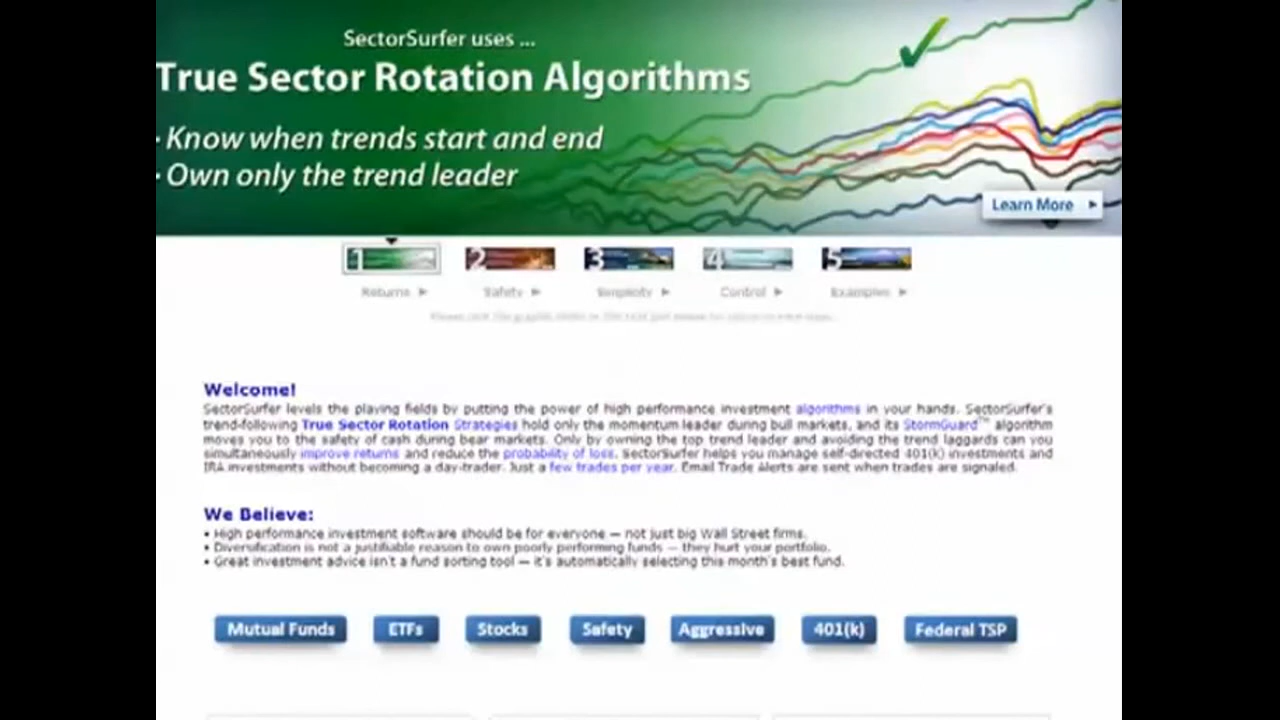 SectorSurfer uses ...
True Sector Rotation Algorithms
· Know when trends start and end
· Own only the trend leader
Learn More
1 2 3 4 5
Returns Safety Simplicity Control Examples
Welcome!
SectorSurfer levels the playing fields by putting the power of high performance investment algorithms in your hands. SectorSurfer's
trend-following True Sector Rotation Strategies hold only the momentum leader during bull markets, and its StormGuard™ algorithm
moves you to the safety of cash during bear markets. Only by owning the top trend leader and avoiding the trend laggards can you
simultaneously improve returns and reduce the probability of loss. SectorSurfer helps you manage self-directed 401(k) investments and
IRA investments without becoming a day-trader. Just a few trades per year. Email Trade Alerts are sent when trades are signaled.
We Believe:
• High performance investment software should be for everyone — not just big Wall Street firms.
• Diversification is not a justifiable reason to own poorly performing funds — they hurt your portfolio.
• Great investment advice isn't a fund sorting tool — it's automatically selecting this month's best fund.
Mutual Funds ETFs Stocks Safety Aggressive 401(k) Federal TSP